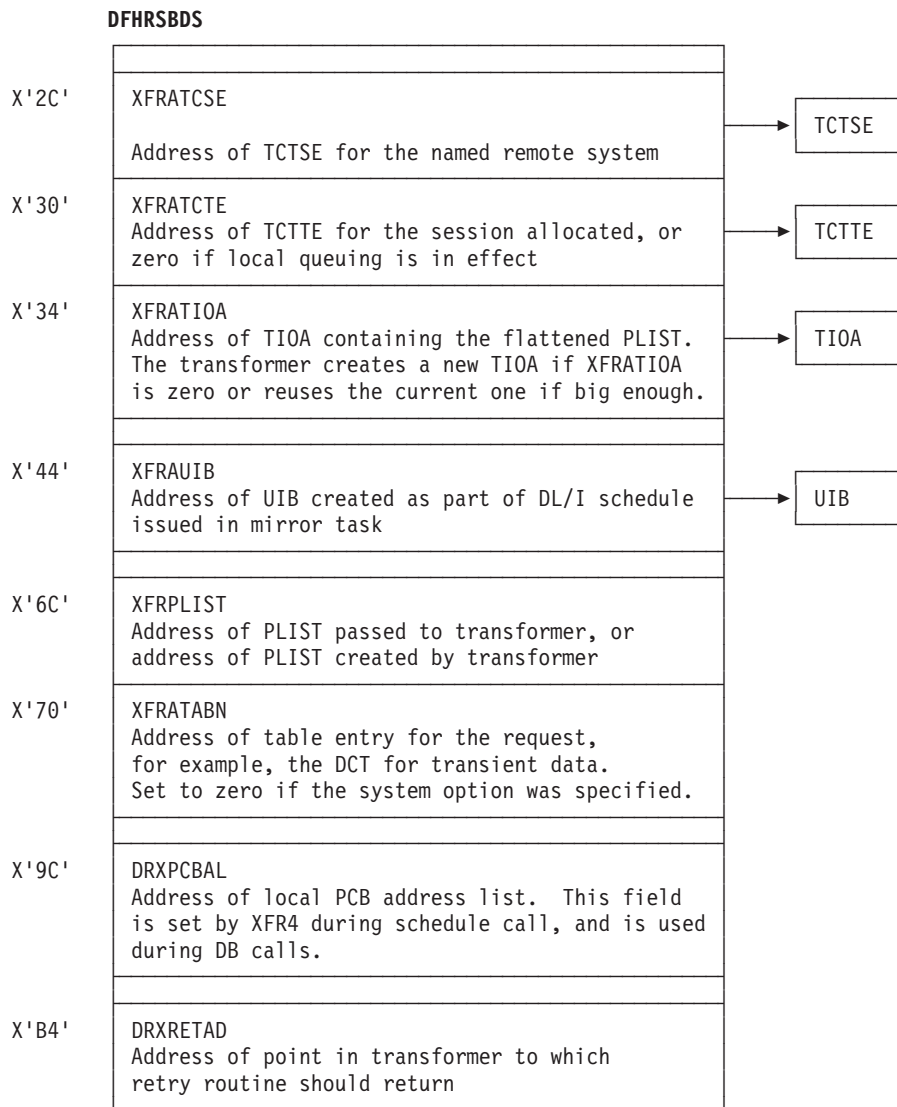 DFHRSBDS
X'2C' XFRATCSE
TCTSE
Address of TCTSE for the named remote system
X'30' XFRATCTE
Address of TCTTE for the session allocated, or TCTTE
zero if local queuing is in effect
X'34' XFRATIOA
Address of TIOA containing the flattened PLIST. TIOA
The transformer creates a new TIOA if XFRATIOA
is zero or reuses the current one if big enough.
X'44' XFRAUIB
Address of UIB created as part of DL/I schedule UIB
issued in mirror task
X'6C' XFRPLIST
Address of PLIST passed to transformer, or
address of PLIST created by transformer
X'70' XFRATABN
Address of table entry for the request,
for example, the DCT for transient data.
Set to zero if the system option was specified.
X'9C' DRXPCBAL
Address of local PCB address list. This field
is set by XFR4 during schedule call, and is used
during DB calls.
X'B4' DRXRETAD
Address of point in transformer to which
retry routine should return